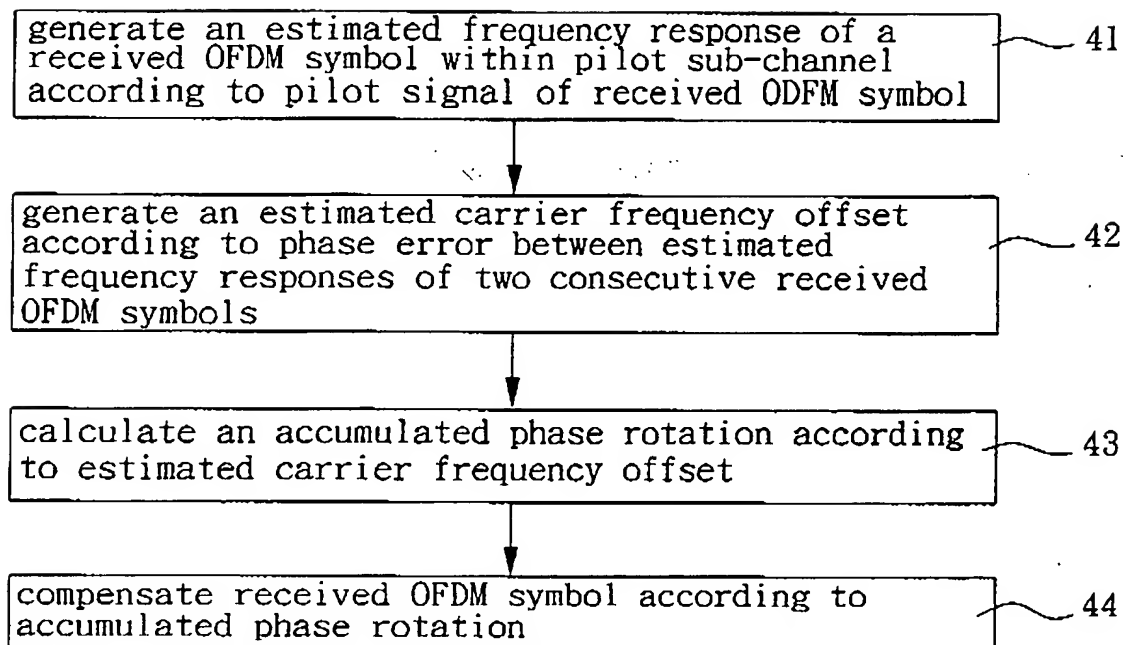 generate an estimated frequency response of a
received OFDM symbol within pilot sub-channel
according to pilot signal of received ODFM symbol
41
generate an estimated carrier frequency offset
according to phase error between estimated
frequency responses of two consecutive received
OFDM symbols
42
calculate an accumulated phase rotation according
to estimated carrier frequency offset
43
compensate received OFDM symbol according to
accumulated phase rotation
44